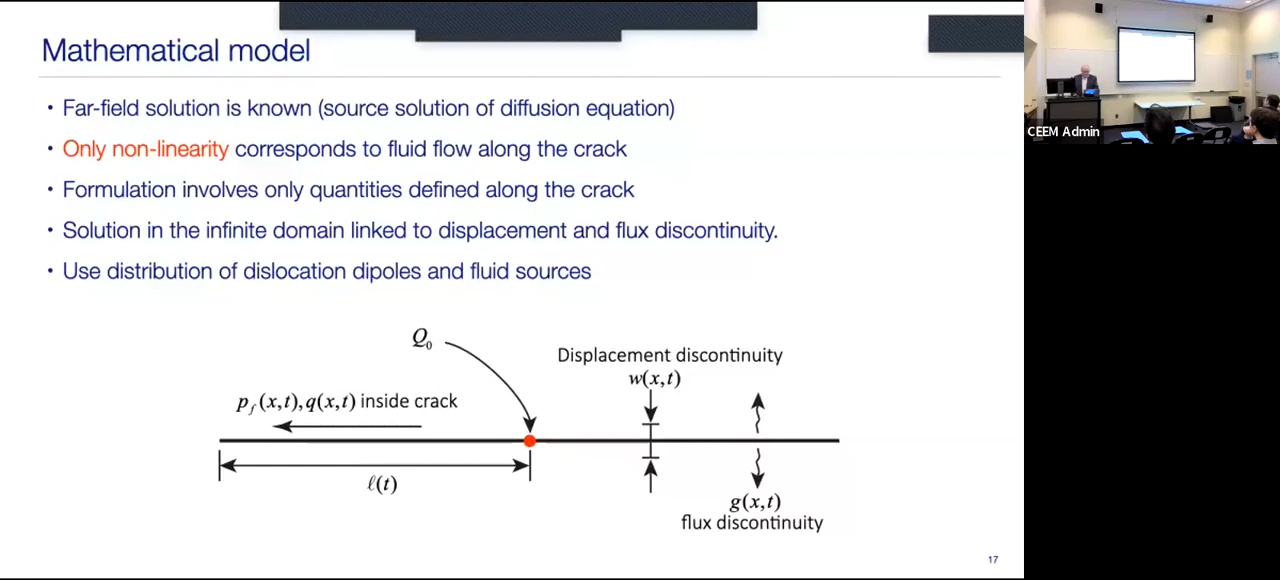 Mathematical model
• Far-field solution is known (source solution of diffusion equation)
• Only non-linearity corresponds to fluid flow along the crack
• Formulation involves only quantities defined along the crack
• Solution in the infinite domain linked to displacement and flux discontinuity.
• Use distribution of dislocation dipoles and fluid sources
Q₀
Displacement discontinuity
w(x,t)
p_f(x,t),q(x,t) inside crack
ℓ(t)
g(x,t)
flux discontinuity
17
CEEM Admin